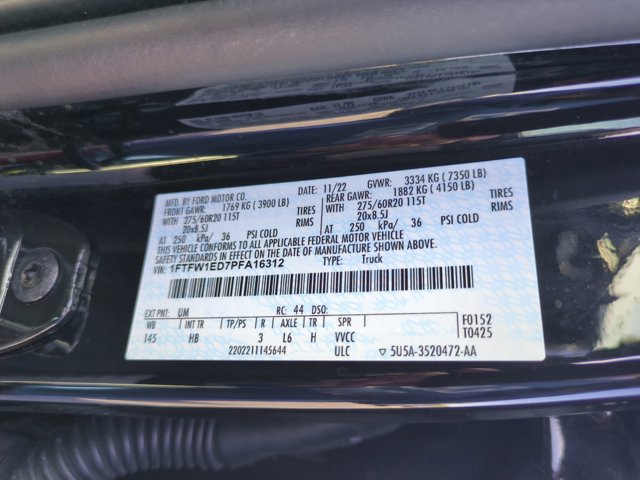 MFD. BY FORD MOTOR CO. 11/22 GVWR: 3334 KG ( 7350 LB)
FRONT GAWR: 1769 KG ( 3900 LB) REAR GAWR: 1882 KG ( 4150 LB)
WITH 275/60R20 115T TIRES WITH 275/60R20 115T TIRES
20x8.5J RIMS 20x8.5J RIMS
AT 250 kPa/ 36 PSI COLD AT 250 kPa/ 36 PSI COLD
THIS VEHICLE CONFORMS TO ALL APPLICABLE FEDERAL MOTOR VEHICLE
SAFETY STANDARDS IN EFFECT ON THE DATE OF MANUFACTURE SHOWN ABOVE.
VIN: 1FTFW1ED7PFA16312 TYPE: Truck
EXT PNT: UM RC: 44 DSO: F0152
WB INT TR TP/PS R AXLE TR SPR T0425
145 HB 3 L6 H VVCC
2202211145644 ULC ▽ 5U5A-3520472-AA